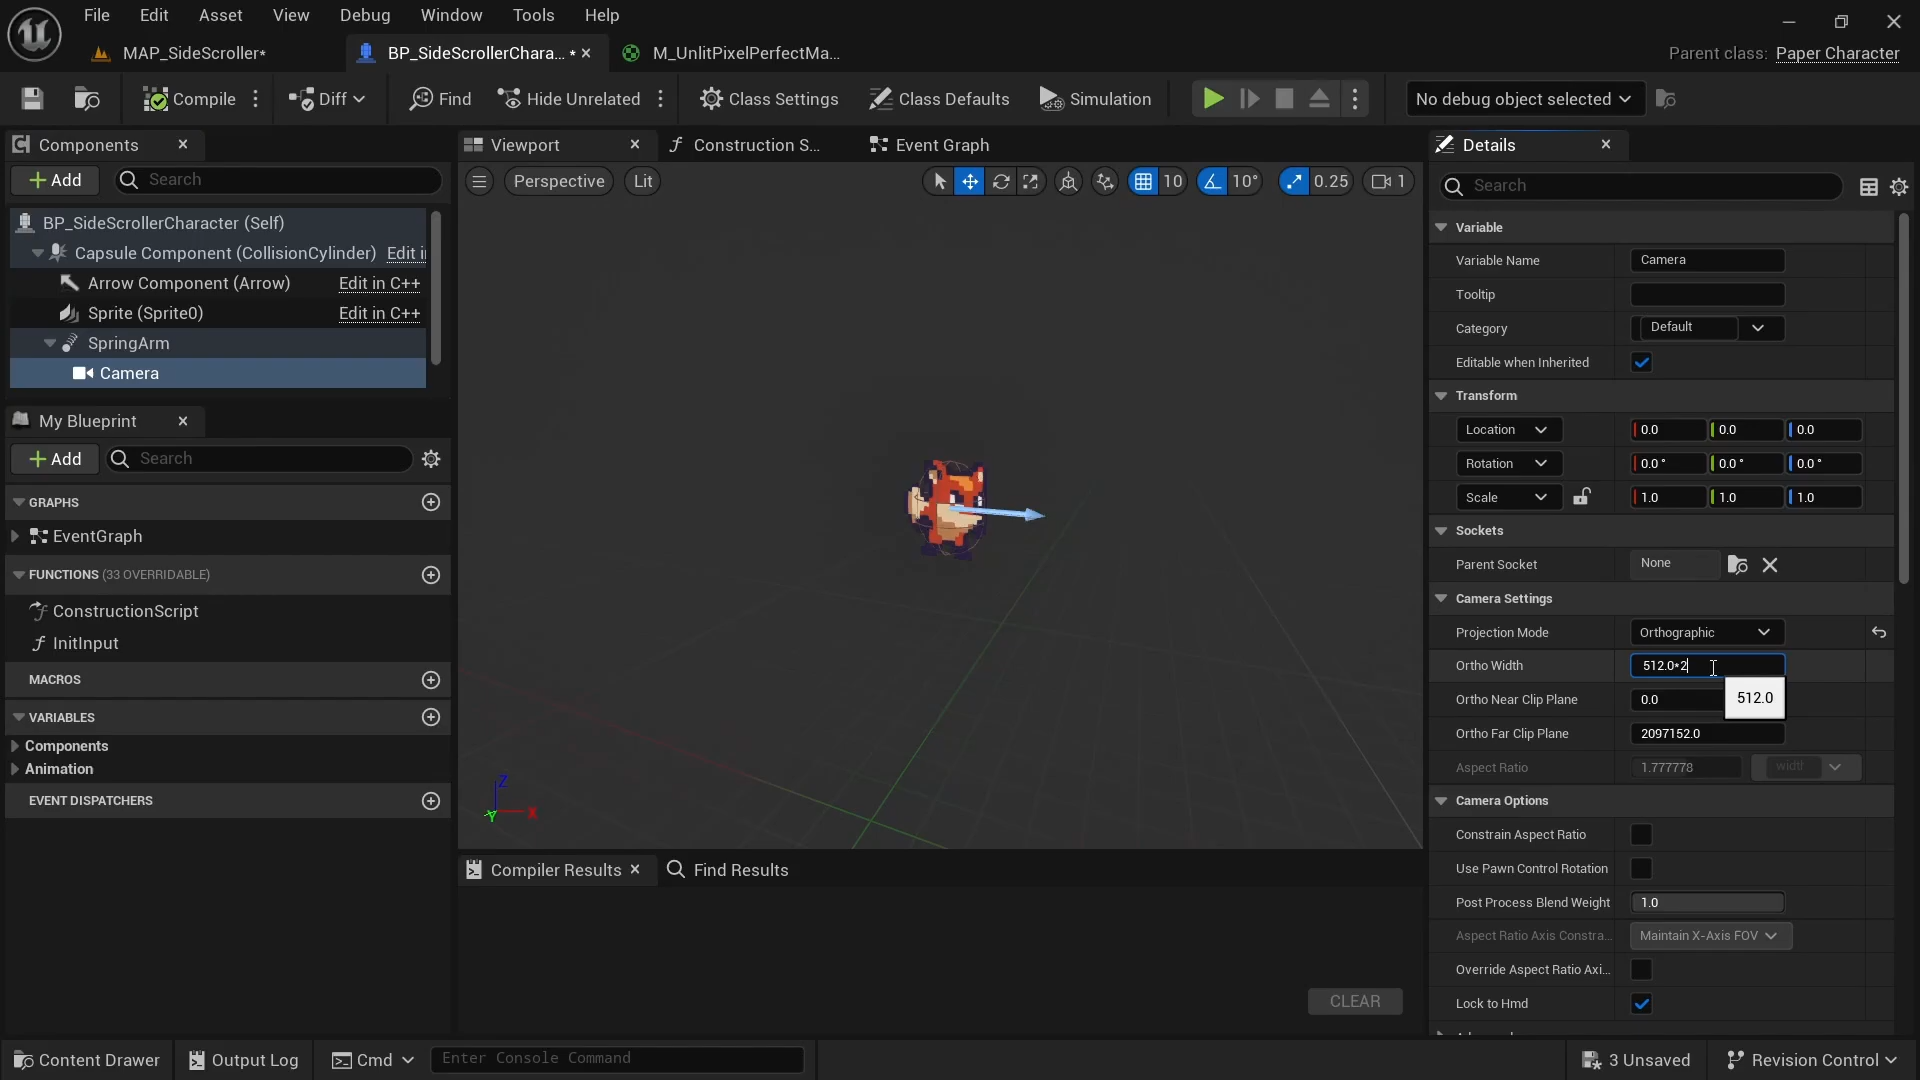 File Edit Asset View Debug Window Tools Help
MAP_SideScroller*
BP_SideScrollerChara... *
M_UnlitPixelPerfectMa...
Parent class: Paper Character
Compile
Diff
Find
Hide Unrelated
Class Settings
Class Defaults
Simulation
No debug object selected
Components
Add
Search
BP_SideScrollerCharacter (Self)
Capsule Component (CollisionCylinder) Edit i
Arrow Component (Arrow) Edit in C++
Sprite (Sprite0) Edit in C++
SpringArm
Camera
My Blueprint
Add
Search
GRAPHS
EventGraph
FUNCTIONS (33 OVERRIDABLE)
ConstructionScript
InitInput
MACROS
VARIABLES
Components
Animation
EVENT DISPATCHERS
Viewport
Construction S...
Event Graph
Perspective
Lit
10
10°
0.25
1
Z
Y
X
Compiler Results
Find Results
CLEAR
Details
Search
Variable
Variable Name Camera
Tooltip
Category Default
Editable when Inherited
Transform
Location 0.0 0.0 0.0
Rotation 0.0 ° 0.0 ° 0.0 °
Scale 1.0 1.0 1.0
Sockets
Parent Socket None
Camera Settings
Projection Mode Orthographic
Ortho Width 512.0*2
Ortho Near Clip Plane 0.0
512.0
Ortho Far Clip Plane 2097152.0
Aspect Ratio 1.777778 width
Camera Options
Constrain Aspect Ratio
Use Pawn Control Rotation
Post Process Blend Weight 1.0
Aspect Ratio Axis Constra... Maintain X-Axis FOV
Override Aspect Ratio Axi...
Lock to Hmd
Content Drawer
Output Log
Cmd
Enter Console Command
3 Unsaved
Revision Control